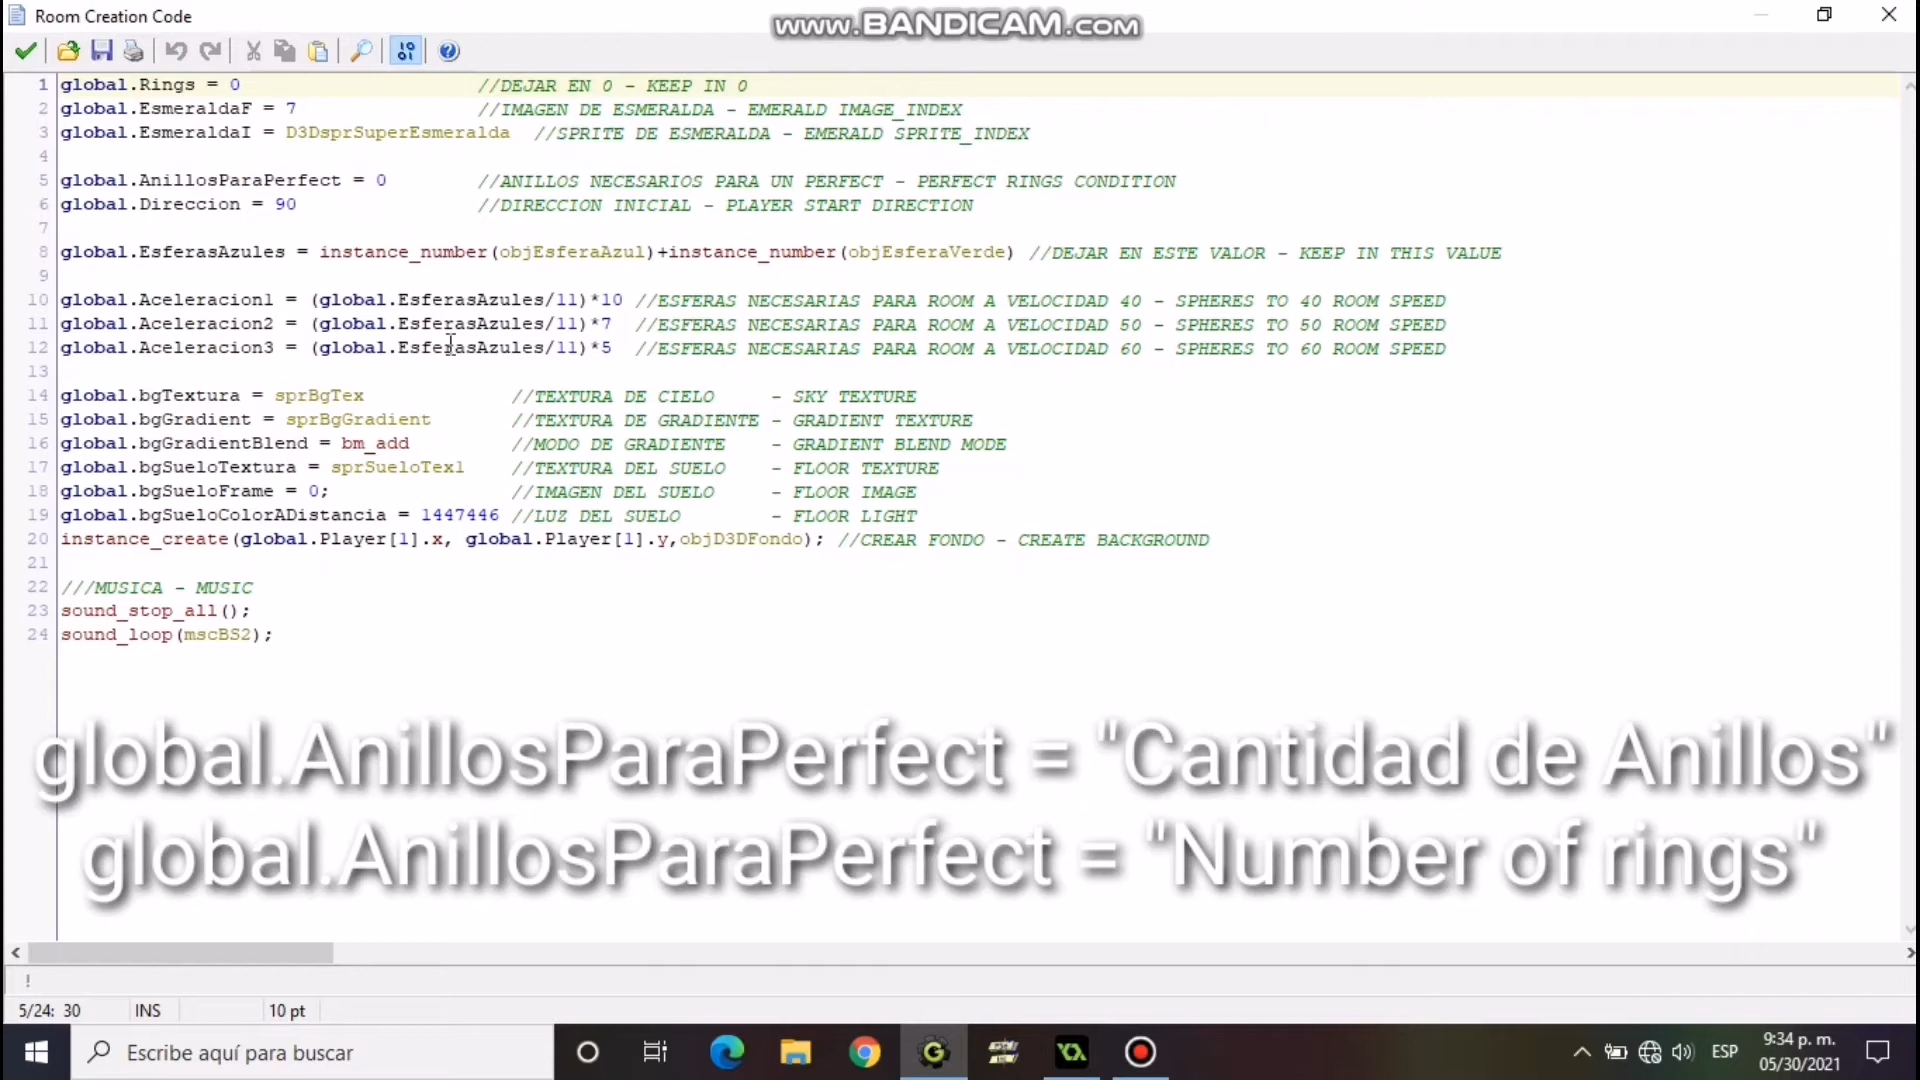 Room Creation Code
www.BANDICAM.com
1 global.Rings = 0 //DEJAR EN 0 - KEEP IN 0
2 global.EsmeraldaF = 7 //IMAGEN DE ESMERALDA - EMERALD IMAGE_INDEX
3 global.EsmeraldaI = D3DsprSuperEsmeralda //SPRITE DE ESMERALDA - EMERALD SPRITE_INDEX
4
5 global.AnillosParaPerfect = 0 //ANILLOS NECESARIOS PARA UN PERFECT - PERFECT RINGS CONDITION
6 global.Direccion = 90 //DIRECCION INICIAL - PLAYER START DIRECTION
7
8 global.EsferasAzules = instance_number(objEsferaAzul)+instance_number(objEsferaVerde) //DEJAR EN ESTE VALOR - KEEP IN THIS VALUE
9
10 global.Aceleracion1 = (global.EsferasAzules/11)*10 //ESFERAS NECESARIAS PARA ROOM A VELOCIDAD 40 - SPHERES TO 40 ROOM SPEED
11 global.Aceleracion2 = (global.EsferasAzules/11)*7 //ESFERAS NECESARIAS PARA ROOM A VELOCIDAD 50 - SPHERES TO 50 ROOM SPEED
12 global.Aceleracion3 = (global.EsferasAzules/11)*5 //ESFERAS NECESARIAS PARA ROOM A VELOCIDAD 60 - SPHERES TO 60 ROOM SPEED
13
14 global.bgTextura = sprBgTex //TEXTURA DE CIELO - SKY TEXTURE
15 global.bgGradient = sprBgGradient //TEXTURA DE GRADIENTE - GRADIENT TEXTURE
16 global.bgGradientBlend = bm_add //MODO DE GRADIENTE - GRADIENT BLEND MODE
17 global.bgSueloTextura = sprSueloTex1 //TEXTURA DEL SUELO - FLOOR TEXTURE
18 global.bgSueloFrame = 0; //IMAGEN DEL SUELO - FLOOR IMAGE
19 global.bgSueloColorADistancia = 1447446 //LUZ DEL SUELO - FLOOR LIGHT
20 instance_create(global.Player[1].x, global.Player[1].y,objD3DFondo); //CREAR FONDO - CREATE BACKGROUND
21
22 ///MUSICA - MUSIC
23 sound_stop_all();
24 sound_loop(mscBS2);
global.AnillosParaPerfect = "Cantidad de Anillos"
global.AnillosParaPerfect = "Number of rings"
!
5/24: 30 INS 10 pt
Escribe aquí para buscar
ESP
9:34 p. m.
05/30/2021